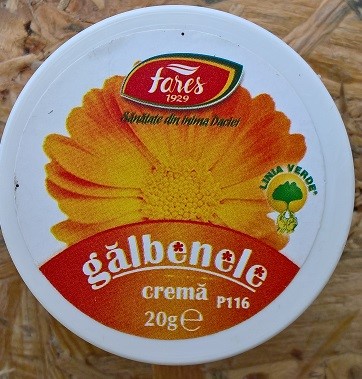 fares
1929
Sănătate din inima Daciei
LINIA VERDE®
gălbenele
cremă P116
20g℮